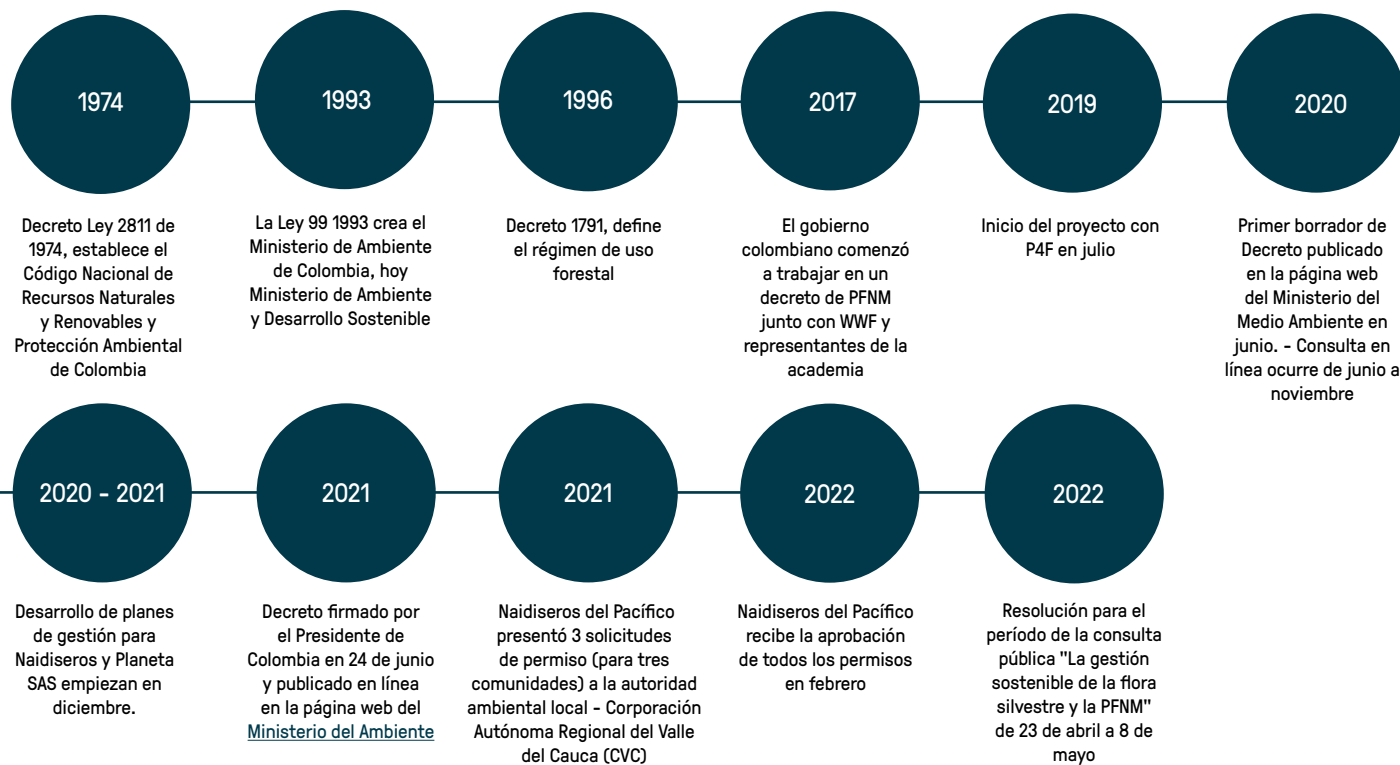 1974
Decreto Ley 2811 de
1974, establece el
Código Nacional de
Recursos Naturales
y Renovables y
Protección Ambiental
de Colombia
1993
La Ley 99 1993 crea el
Ministerio de Ambiente
de Colombia, hoy
Ministerio de Ambiente
y Desarrollo Sostenible
1996
Decreto 1791, define
el régimen de uso
forestal
2017
El gobierno
colombiano comenzó
a trabajar en un
decreto de PFNM
junto con WWF y
representantes de la
academia
2019
Inicio del proyecto con
P4F en julio
2020
Primer borrador de
Decreto publicado
en la página web
del Ministerio del
Medio Ambiente en
junio. - Consulta en
línea ocurre de junio a
noviembre
2020 - 2021
Desarrollo de planes
de gestión para
Naidiseros y Planeta
SAS empiezan en
diciembre.
2021
Decreto firmado por
el Presidente de
Colombia en 24 de junio
y publicado en línea
en la página web del
Ministerio del Ambiente
2021
Naidiseros del Pacífico
presentó 3 solicitudes
de permiso (para tres
comunidades) a la autoridad
ambiental local - Corporación
Autónoma Regional del Valle
del Cauca (CVC)
2022
Naidiseros del Pacífico
recibe la aprobación
de todos los permisos
en febrero
2022
Resolución para el
período de la consulta
pública "La gestión
sostenible de la flora
silvestre y la PFNM"
de 23 de abril a 8 de
mayo